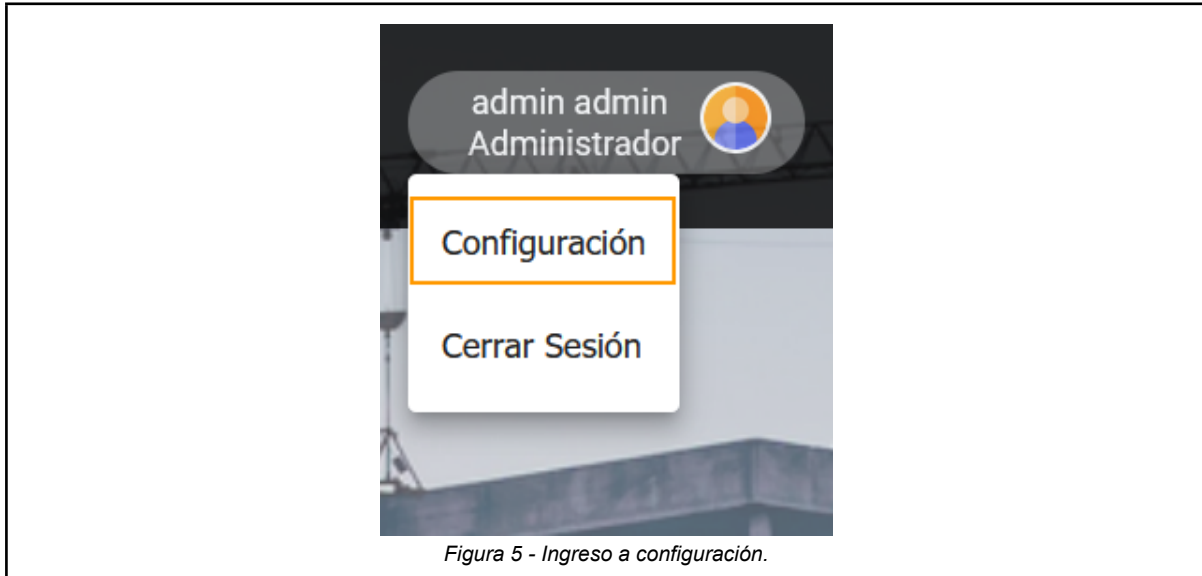 admin admin
Administrador
Configuración
Cerrar Sesión
Figura 5 - Ingreso a configuración.